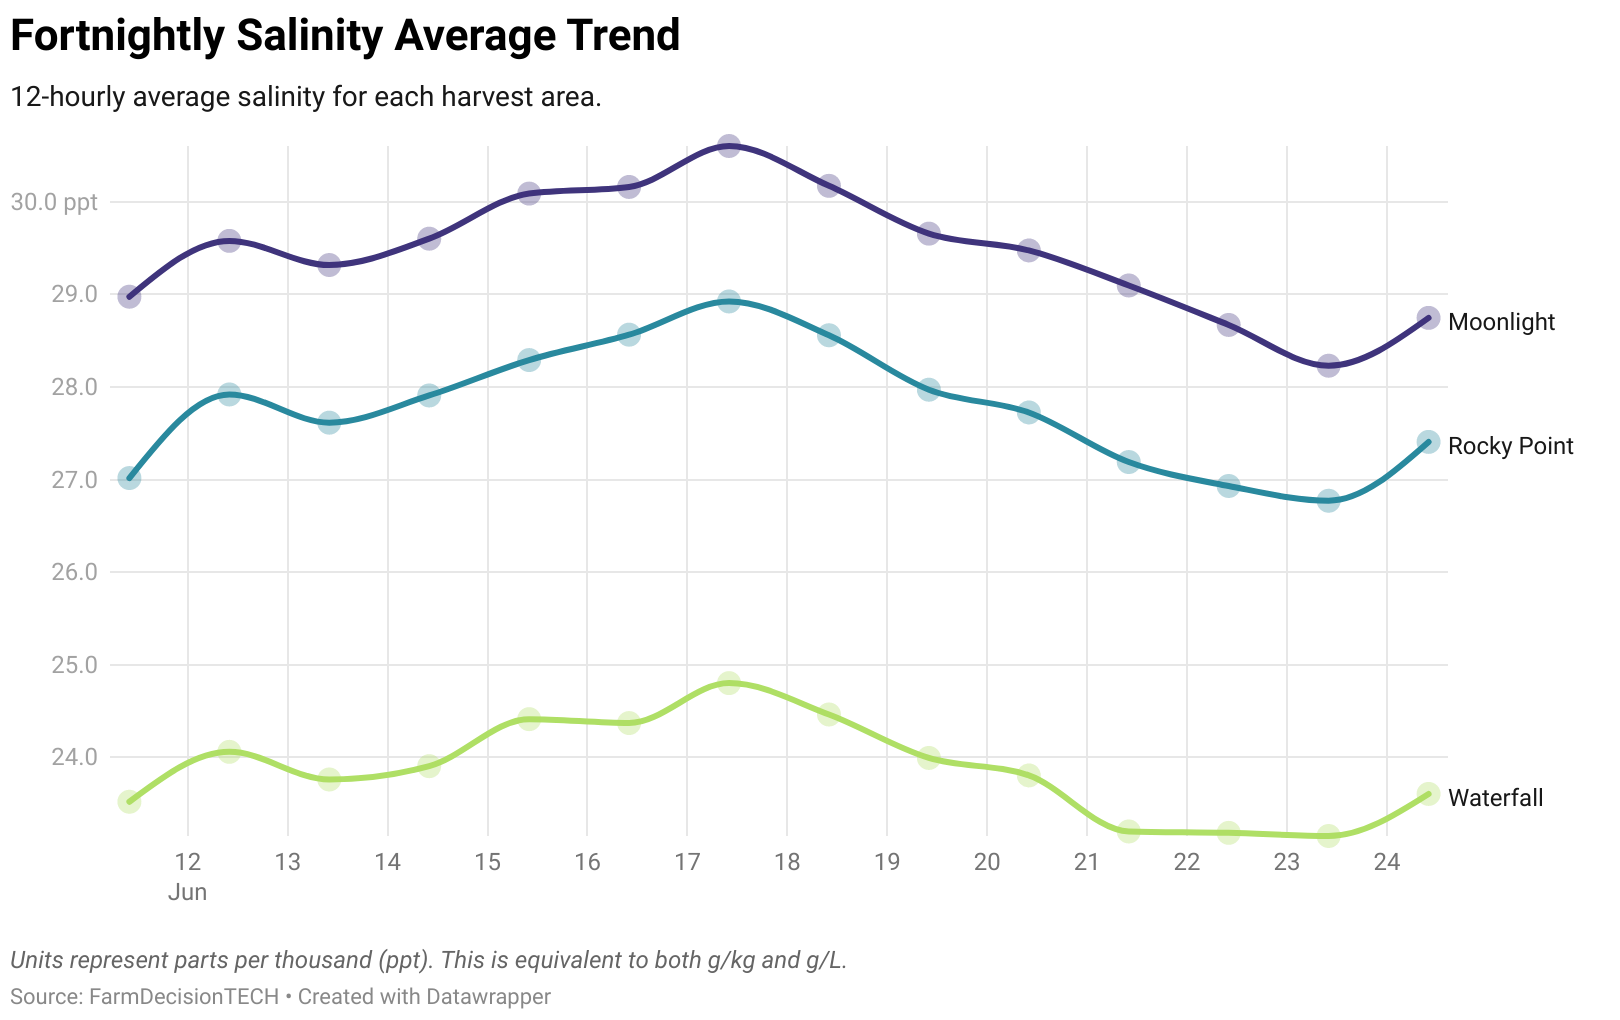 Fortnightly Salinity Average Trend
12-hourly average salinity for each harvest area.
30.0 ppt
29.0
28.0
27.0
26.0
25.0
24.0
Moonlight
Rocky Point
Waterfall
12 13 14 15 16 17 18 19 20 21 22 23 24
Jun
Units represent parts per thousand (ppt). This is equivalent to both g/kg and g/L.
Source: FarmDecisionTECH • Created with Datawrapper